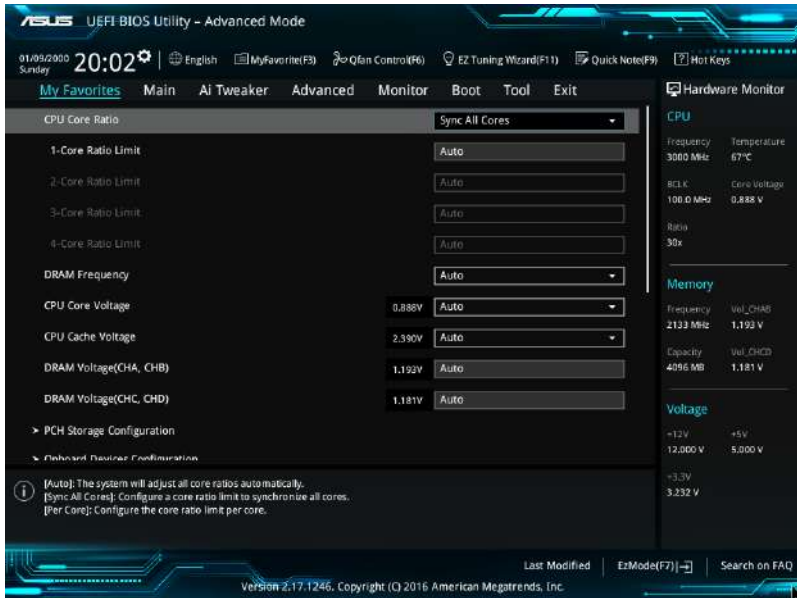 ASUS UEFI BIOS Utility – Advanced Mode
01/09/2000 Sunday 20:02 English MyFavorite(F3) Qfan Control(F6) EZ Tuning Wizard(F11) Quick Note(F9) ? Hot Keys
My Favorites Main Ai Tweaker Advanced Monitor Boot Tool Exit
CPU Core Ratio Sync All Cores
1-Core Ratio Limit Auto
2-Core Ratio Limit Auto
3-Core Ratio Limit Auto
4-Core Ratio Limit Auto
DRAM Frequency Auto
CPU Core Voltage 0.888V Auto
CPU Cache Voltage 2.390V Auto
DRAM Voltage(CHA, CHB) 1.193V Auto
DRAM Voltage(CHC, CHD) 1.181V Auto
> PCH Storage Configuration
> Onboard Devices Configuration
[Auto]: The system will adjust all core ratios automatically.
[Sync All Cores]: Configure a core ratio limit to synchronize all cores.
[Per Core]: Configure the core ratio limit per core.
Hardware Monitor
CPU
Frequency Temperature
3000 MHz 67°C
BCLK Core Voltage
100.0 MHz 0.888 V
Ratio
30x
Memory
Frequency Vol_CHAB
2133 MHz 1.193 V
Capacity Vol_CHCD
4096 MB 1.181 V
Voltage
+12V +5V
12.000 V 5.000 V
+3.3V
3.232 V
Last Modified EzMode(F7) Search on FAQ
Version 2.17.1246. Copyright (C) 2016 American Megatrends, Inc.